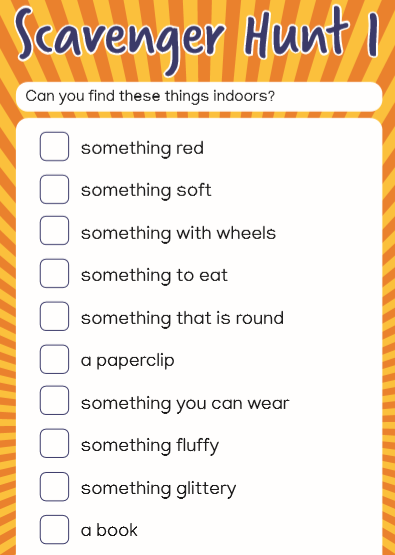 Scavenger Hunt 1
Can you find these things indoors?
something red
something soft
something with wheels
something to eat
something that is round
a paperclip
something you can wear
something fluffy
something glittery
a book